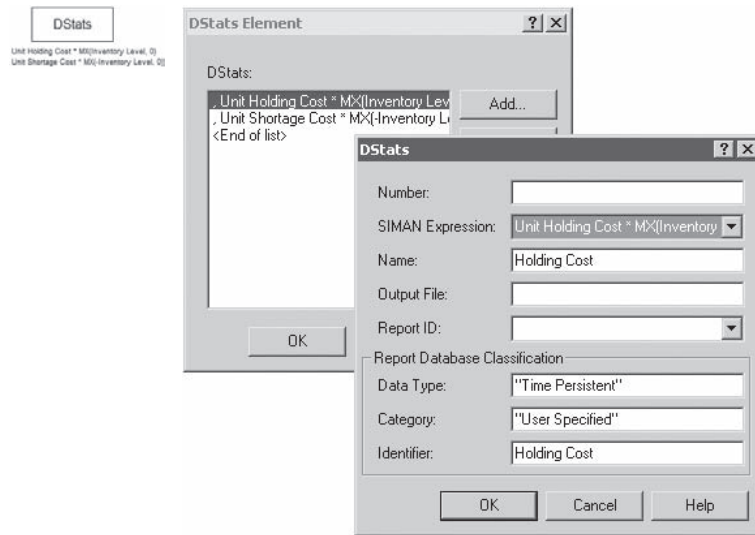 DStats
Unit Holding Cost * MX(Inventory Level, 0)
Unit Shortage Cost * MX(-Inventory Level, 0)
DStats Element
DStats:
, Unit Holding Cost * MX(Inventory Lev
, Unit Shortage Cost * MX(-Inventory L
<End of list>
Add...
OK
DStats
Number:
SIMAN Expression: Unit Holding Cost * MX(Inventory
Name: Holding Cost
Output File:
Report ID:
Report Database Classification
Data Type: "Time Persistent"
Category: "User Specified"
Identifier: Holding Cost
OK Cancel Help